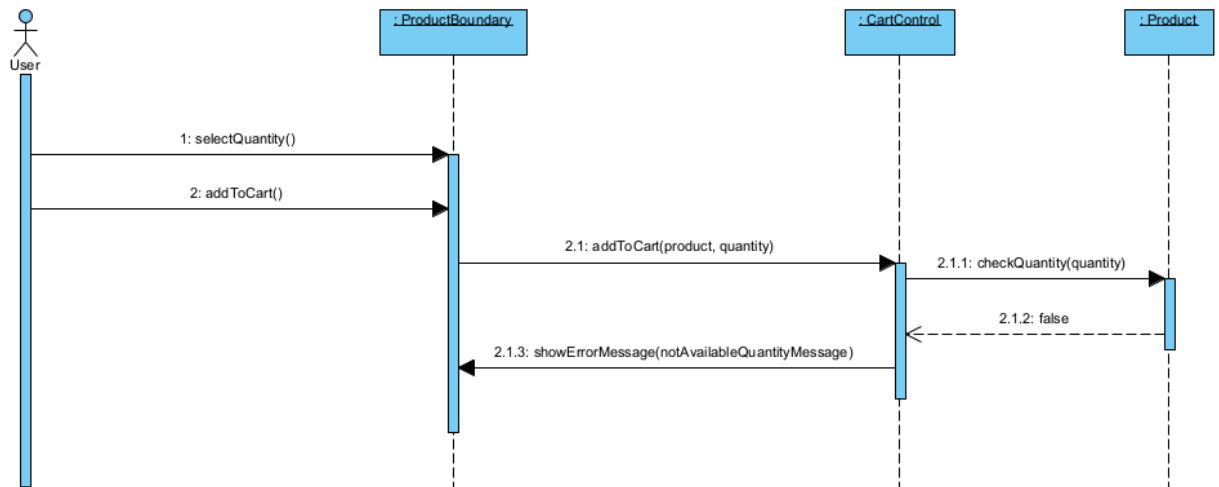 : ProductBoundary
: CartControl
: Product
User
1: selectQuantity()
2: addToCart()
2.1: addToCart(product, quantity)
2.1.1: checkQuantity(quantity)
2.1.2: false
2.1.3: showErrorMessage(notAvailableQuantityMessage)